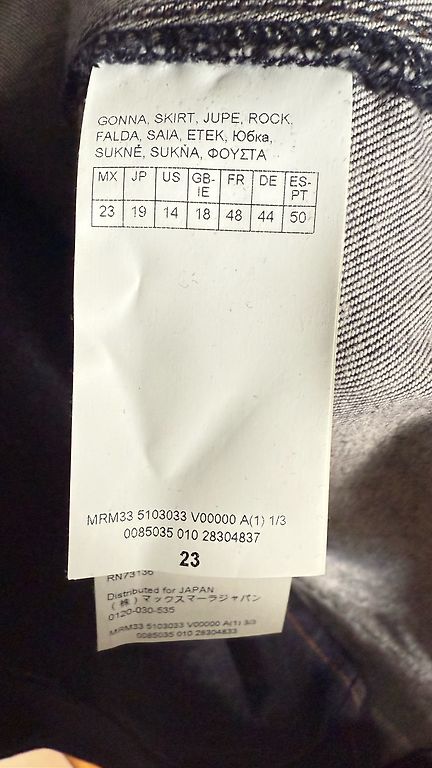 GONNA, SKIRT, JUPE, ROCK,
FALDA, SAIA, ETEK, Юбка,
SUKNĖ, SUKŇA, ΦΟΥΣΤΑ
MX JP US GB-IE FR DE ES-PT
23 19 14 18 48 44 50
MRM33 5103033 V00000 A(1) 1/3
0085035 010 28304837
23
RN73136
Distributed for JAPAN
(株)マックスマーラジャパン
0120-030-535
MRM33 5103033 V00000 A(1) 3/3
0085035 010 28304833